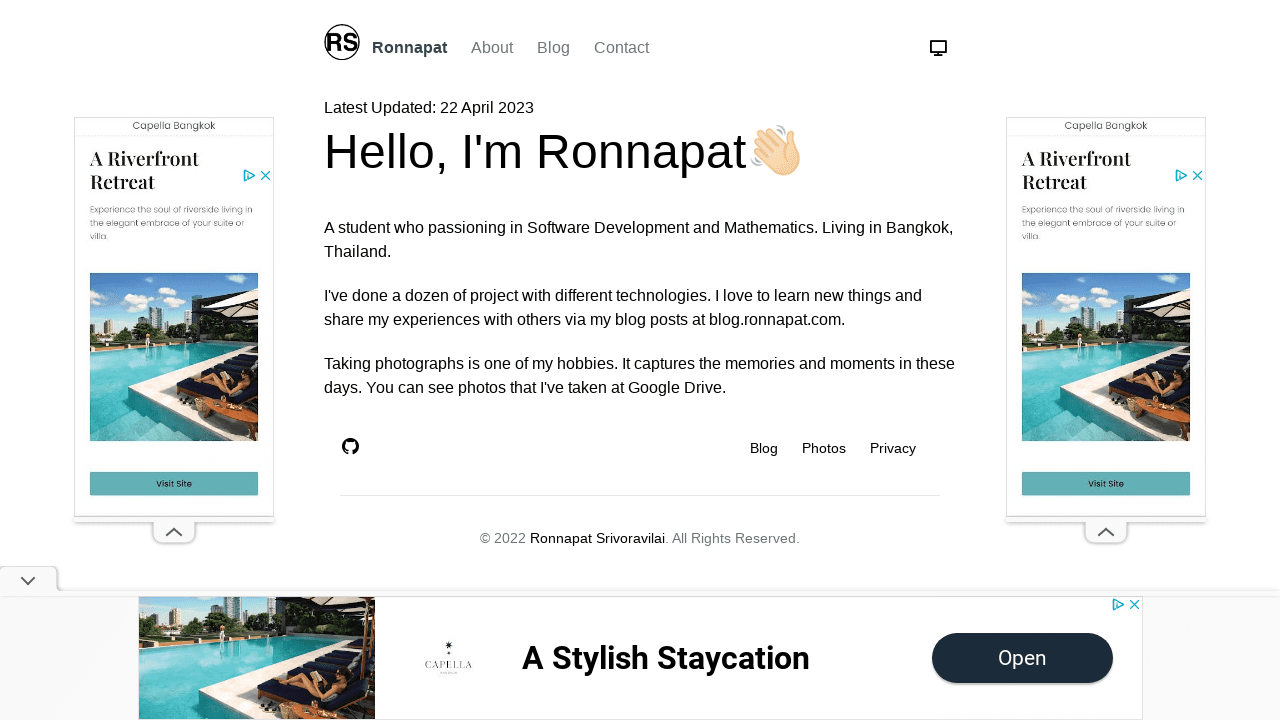 RS
Ronnapat
About
Blog
Contact
Latest Updated: 22 April 2023
Hello, I'm Ronnapat
A student who passioning in Software Development and Mathematics. Living in Bangkok,
Thailand.
I've done a dozen of project with different technologies. I love to learn new things and
share my experiences with others via my blog posts at blog.ronnapat.com.
Taking photographs is one of my hobbies. It captures the memories and moments in these
days. You can see photos that I've taken at Google Drive.
Blog
Photos
Privacy
© 2022 Ronnapat Srivoravilai. All Rights Reserved.
Capella Bangkok
A Riverfront
Retreat
Experience the soul of riverside living in
the elegant embrace of your suite or
villa.
Visit Site
Capella Bangkok
A Riverfront
Retreat
Experience the soul of riverside living in
the elegant embrace of your suite or
villa.
Visit Site
CAPELLA
A Stylish Staycation
Open